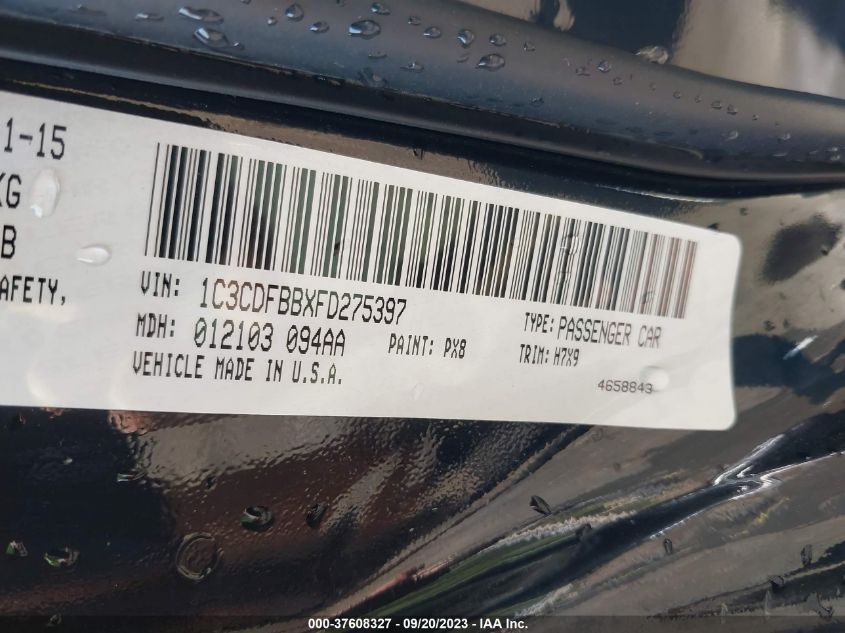 1-15
KG
B
AFETY,
VIN: 1C3CDFBBXFD275397
TYPE: PASSENGER CAR
MDH: 012103 094AA
PAINT: PX8
TRIM: H7X9
VEHICLE MADE IN U.S.A.
4658843
000-37608327 - 09/20/2023 - IAA Inc.